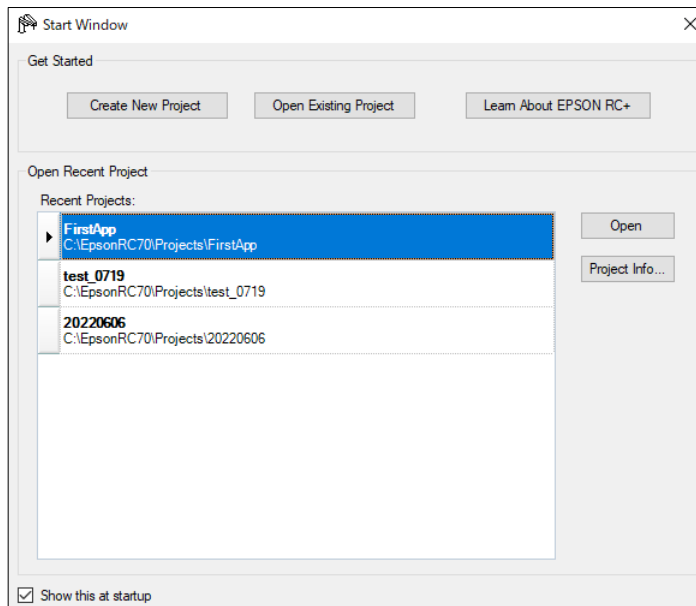 Start Window
Get Started
Create New Project
Open Existing Project
Learn About EPSON RC+
Open Recent Project
Recent Projects:
FirstApp
C:\EpsonRC70\Projects\FirstApp
Open
test_0719
C:\EpsonRC70\Projects\test_0719
Project Info...
20220606
C:\EpsonRC70\Projects\20220606
Show this at startup